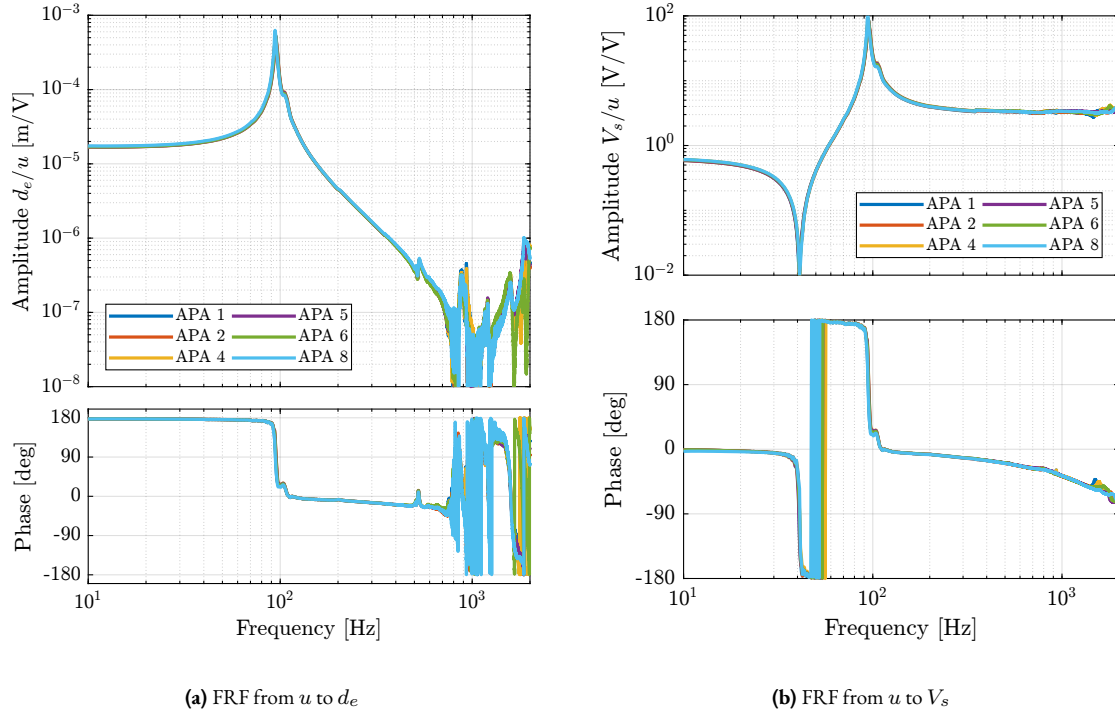 Amplitude d_e/u [m/V]
10^-3
10^-4
10^-5
10^-6
10^-7
10^-8
APA 1
APA 2
APA 4
APA 5
APA 6
APA 8
Phase [deg]
180
90
0
-90
-180
10^1
10^2
10^3
Frequency [Hz]
(a) FRF from u to d_e
Amplitude V_s/u [V/V]
10^2
10^0
10^-2
APA 1
APA 2
APA 4
APA 5
APA 6
APA 8
Phase [deg]
180
90
0
-90
-180
10^1
10^2
10^3
Frequency [Hz]
(b) FRF from u to V_s